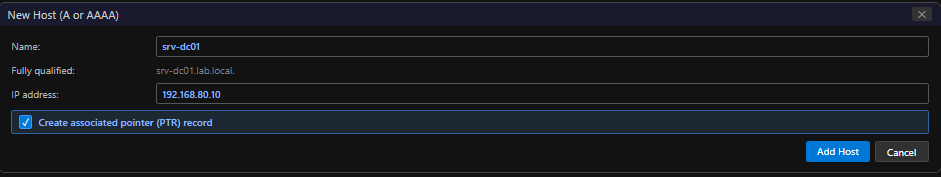 New Host (A or AAAA)
Name: srv-dc01
Fully qualified: srv-dc01.lab.local.
IP address: 192.168.80.10
Create associated pointer (PTR) record
Add Host Cancel